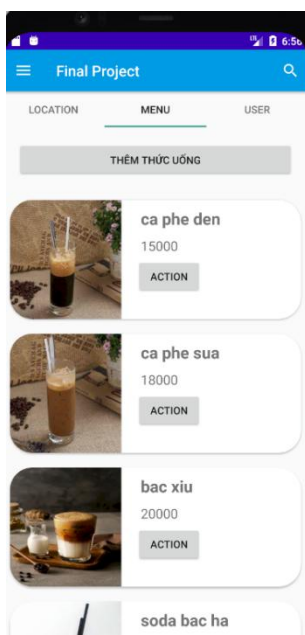 6:56
Final Project
LOCATION
MENU
USER
THÊM THỨC UỐNG
ca phe den
15000
ACTION
ca phe sua
18000
ACTION
bac xiu
20000
ACTION
soda bac ha